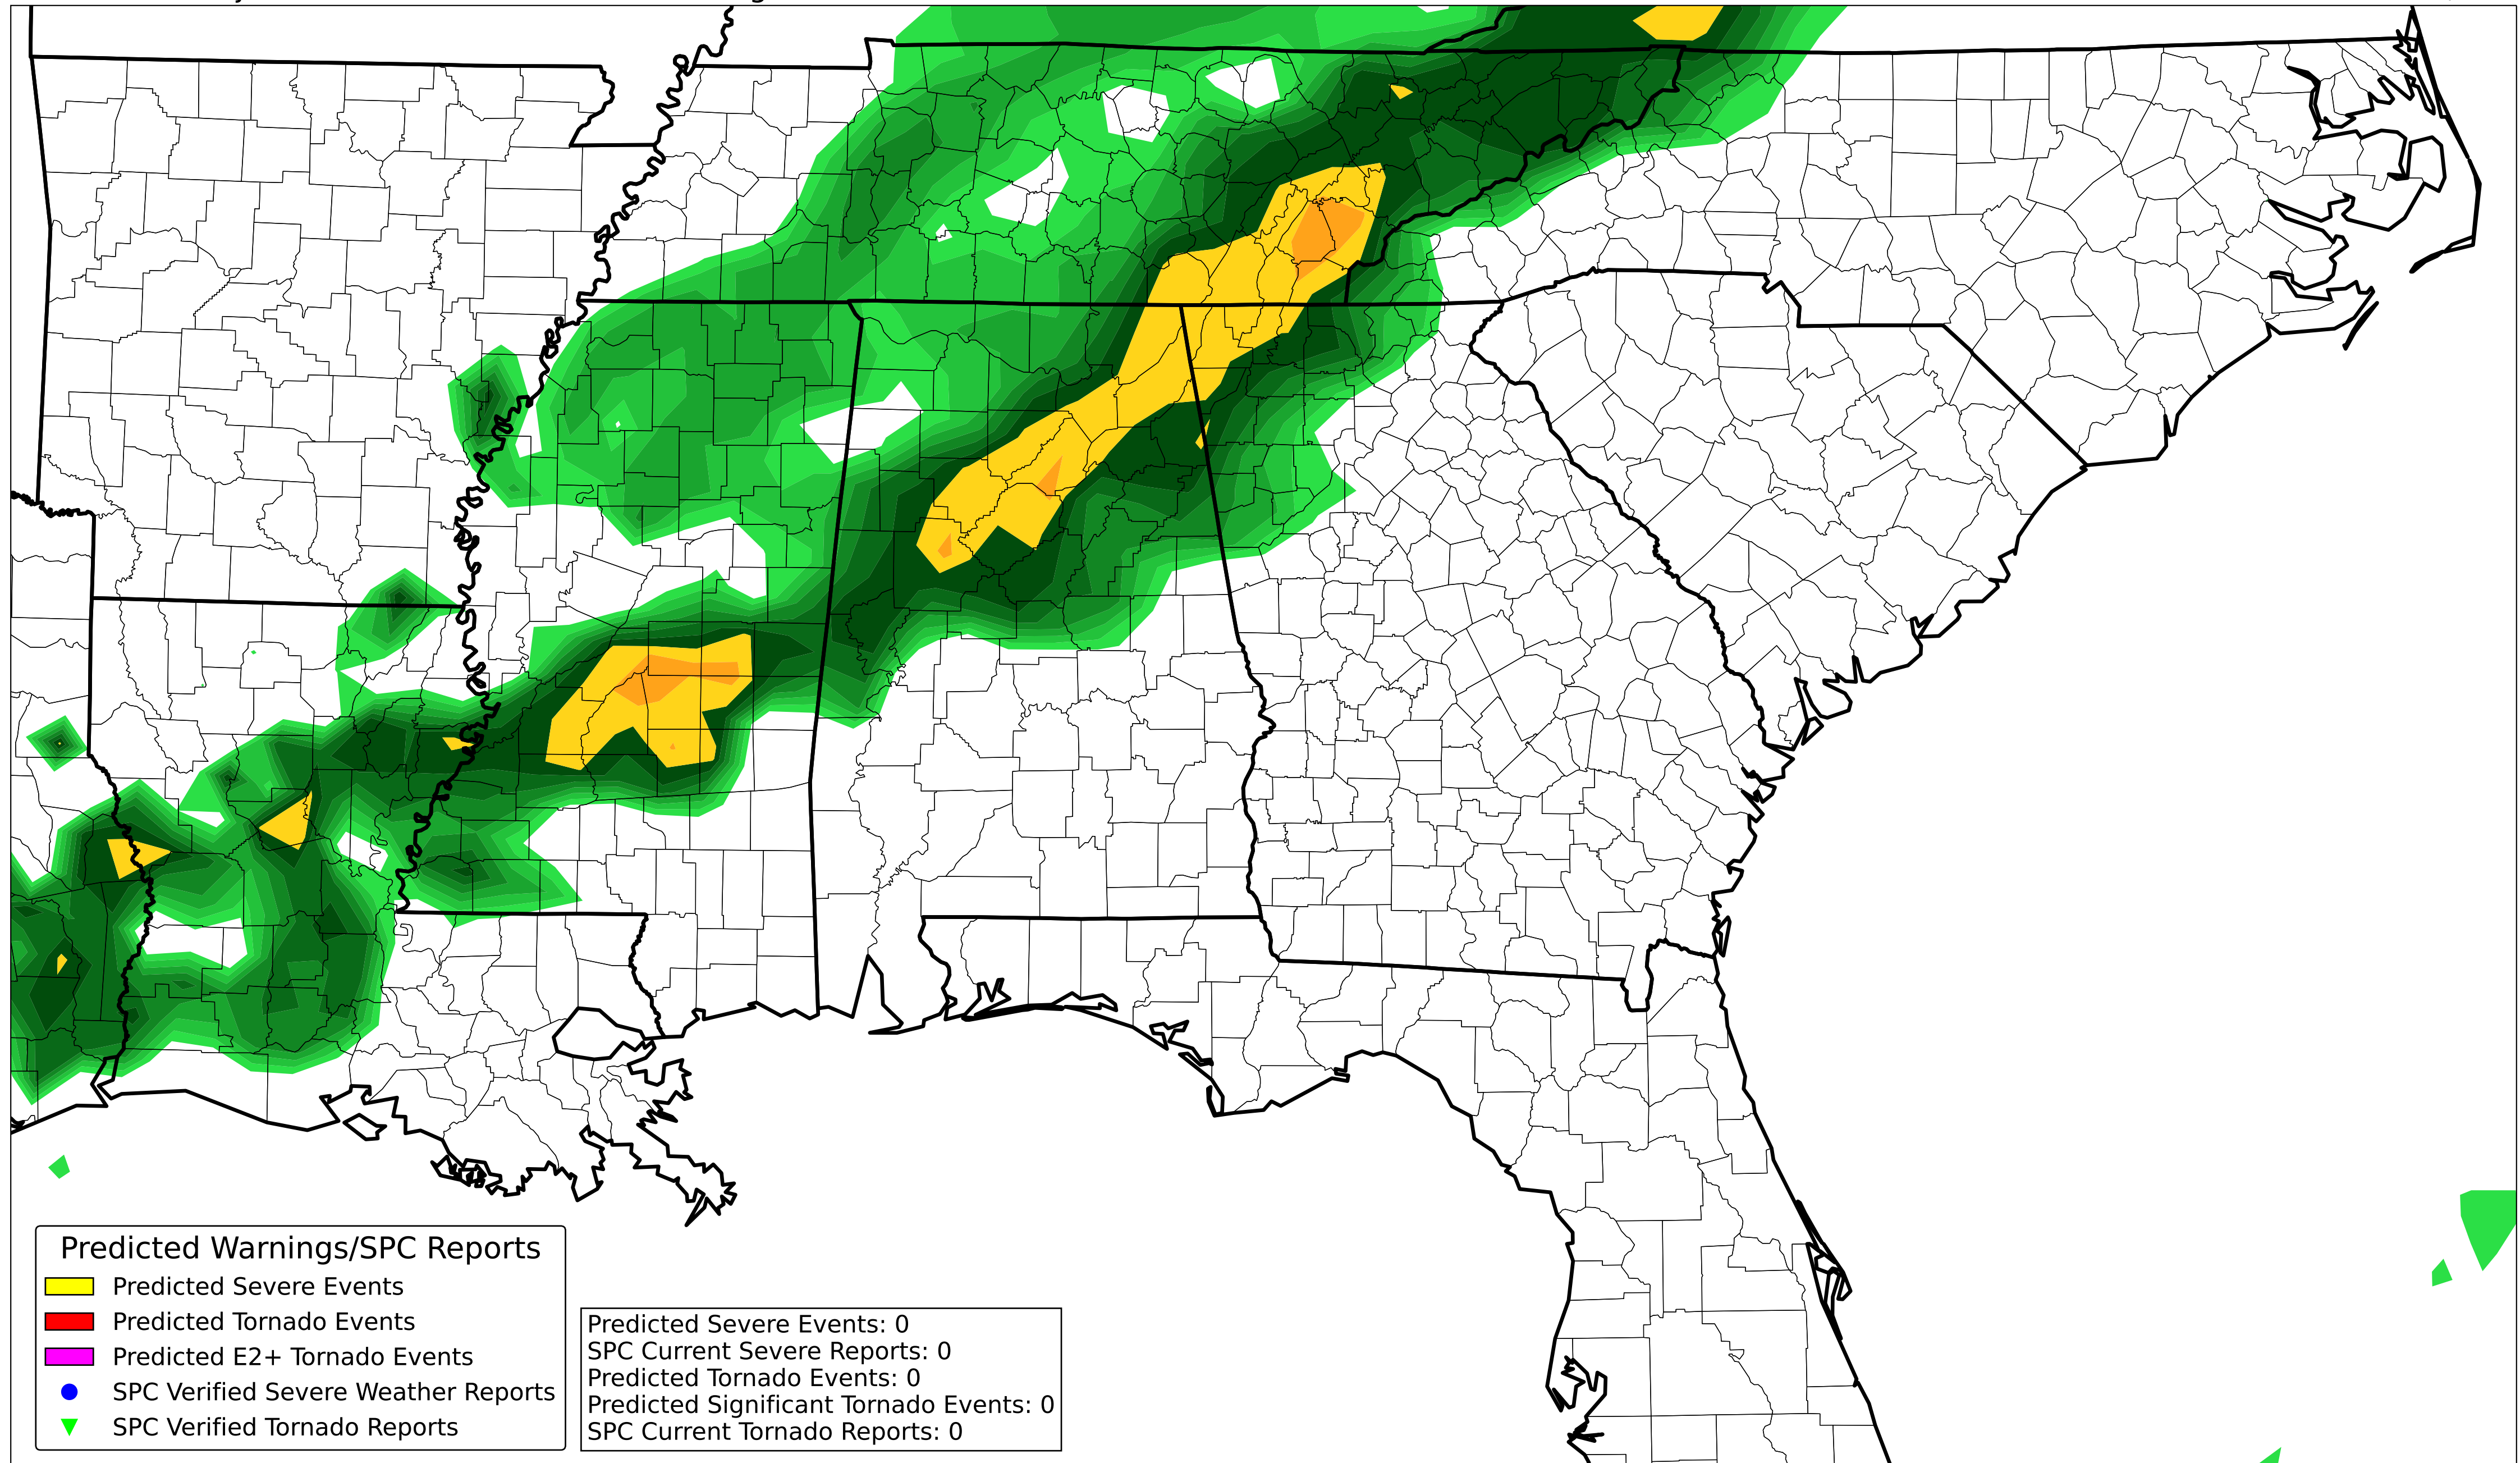 Predicted Warnings/SPC Reports
Predicted Severe Events
Predicted Tornado Events
Predicted E2+ Tornado Events
SPC Verified Severe Weather Reports
SPC Verified Tornado Reports
Predicted Severe Events: 0
SPC Current Severe Reports: 0
Predicted Tornado Events: 0
Predicted Significant Tornado Events: 0
SPC Current Tornado Reports: 0